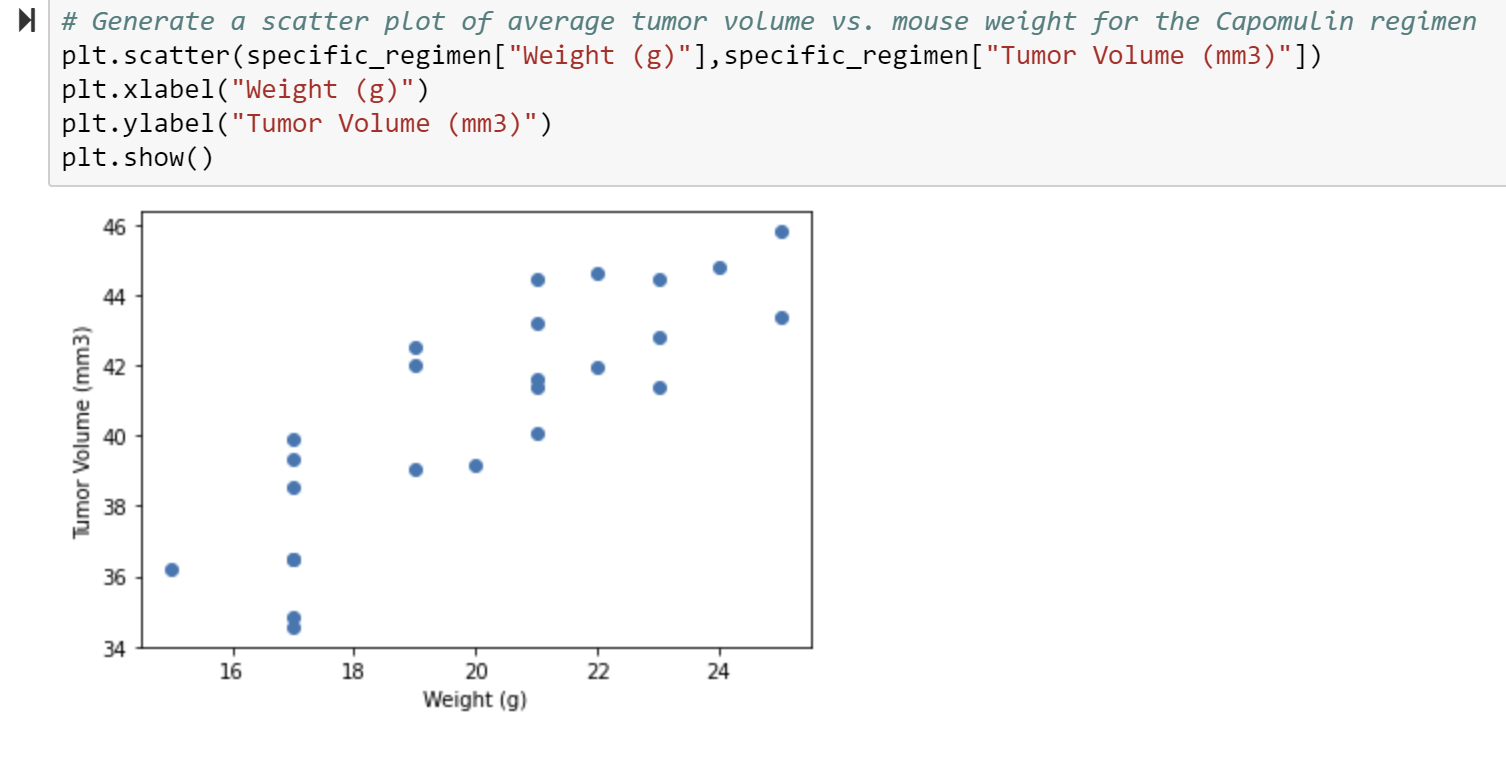 # Generate a scatter plot of average tumor volume vs. mouse weight for the Capomulin regimen
plt.scatter(specific_regimen["Weight (g)"],specific_regimen["Tumor Volume (mm3)"])
plt.xlabel("Weight (g)")
plt.ylabel("Tumor Volume (mm3)")
plt.show()
46
44
42
40
38
36
34
Tumor Volume (mm3)
16 18 20 22 24
Weight (g)